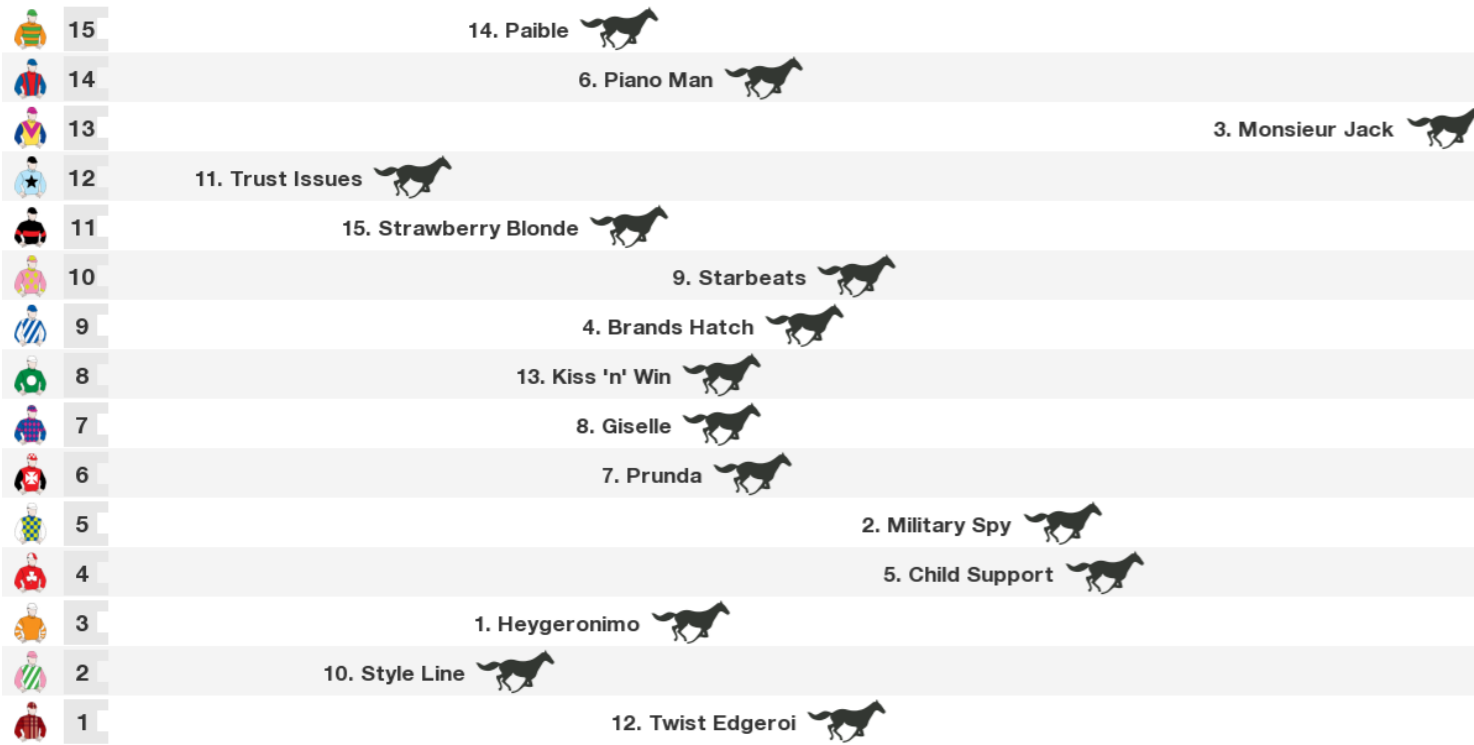 15 14. Paible
14 6. Piano Man
13 3. Monsieur Jack
12 11. Trust Issues
11 15. Strawberry Blonde
10 9. Starbeats
9 4. Brands Hatch
8 13. Kiss 'n' Win
7 8. Giselle
6 7. Prunda
5 2. Military Spy
4 5. Child Support
3 1. Heygeronimo
2 10. Style Line
1 12. Twist Edgeroi